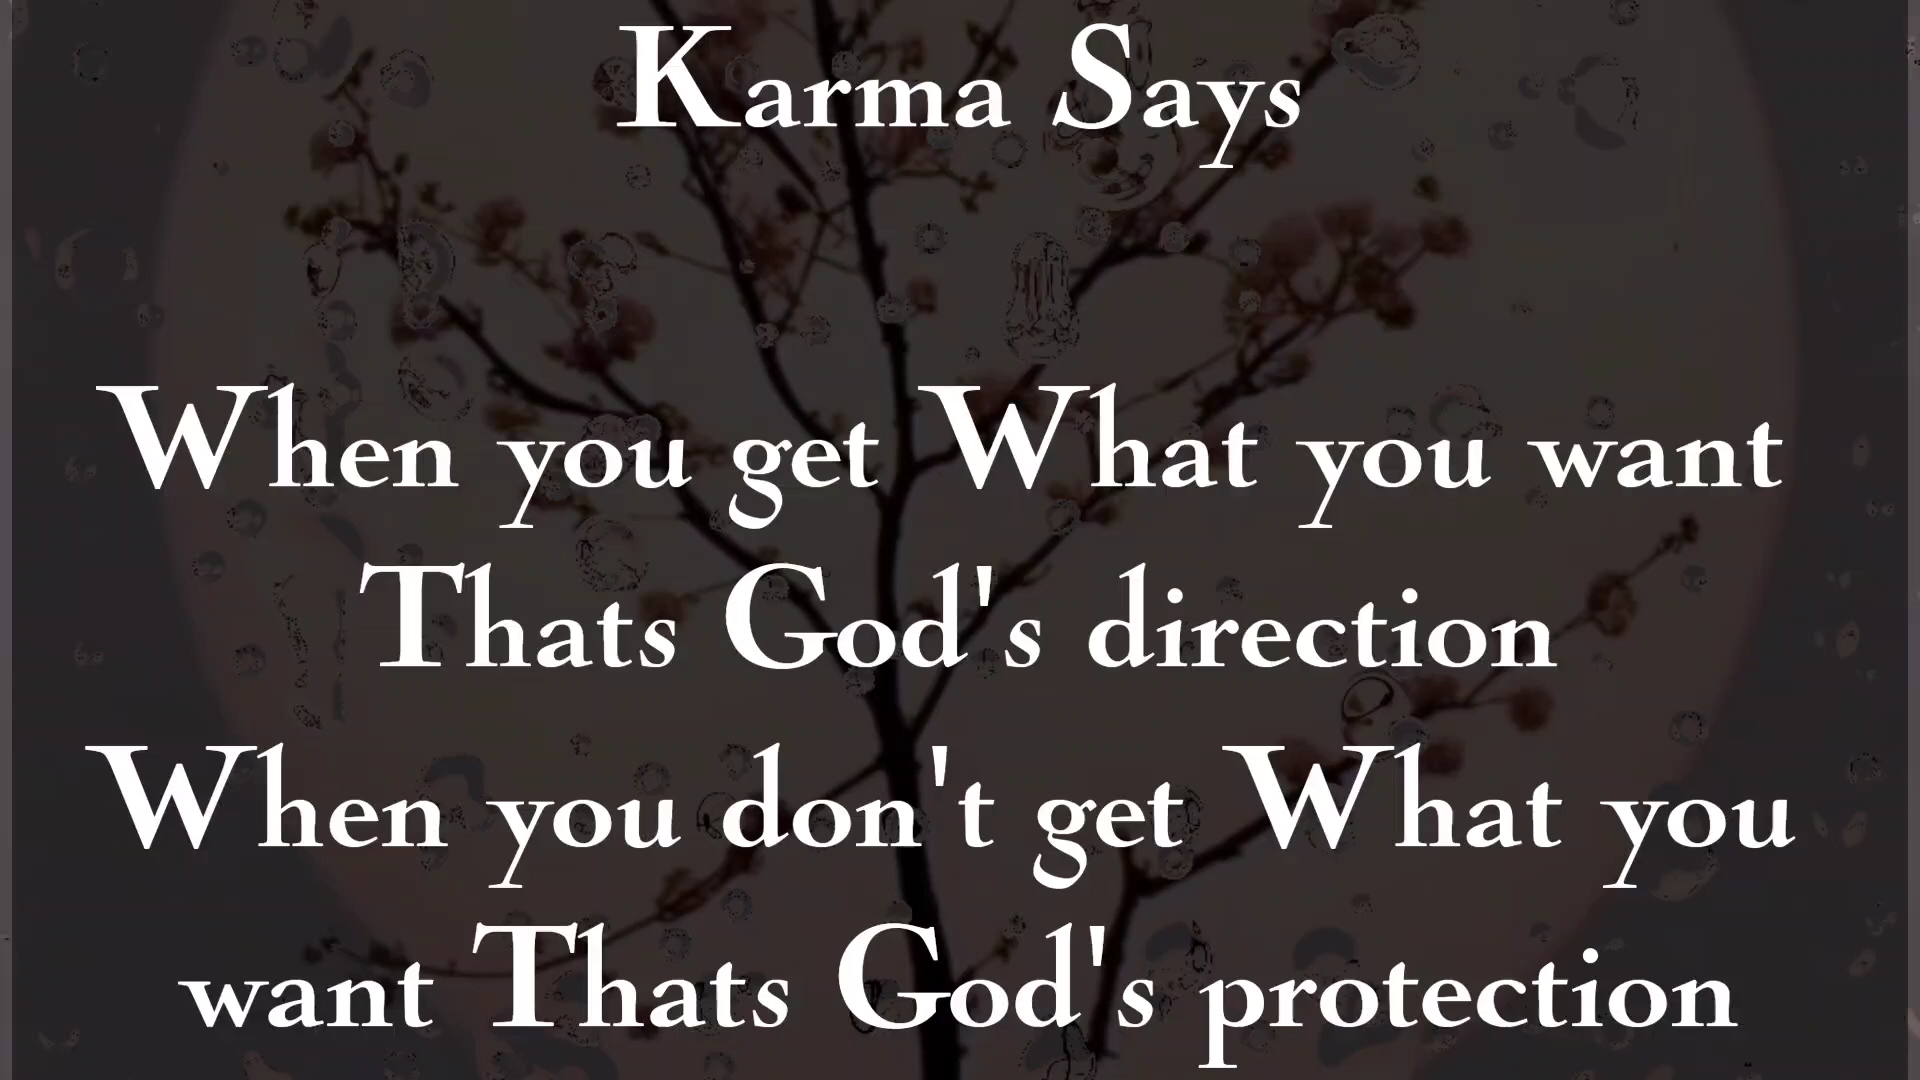 Karma Says
When you get What you want
Thats God's direction
When you don't get What you
want Thats God's protection